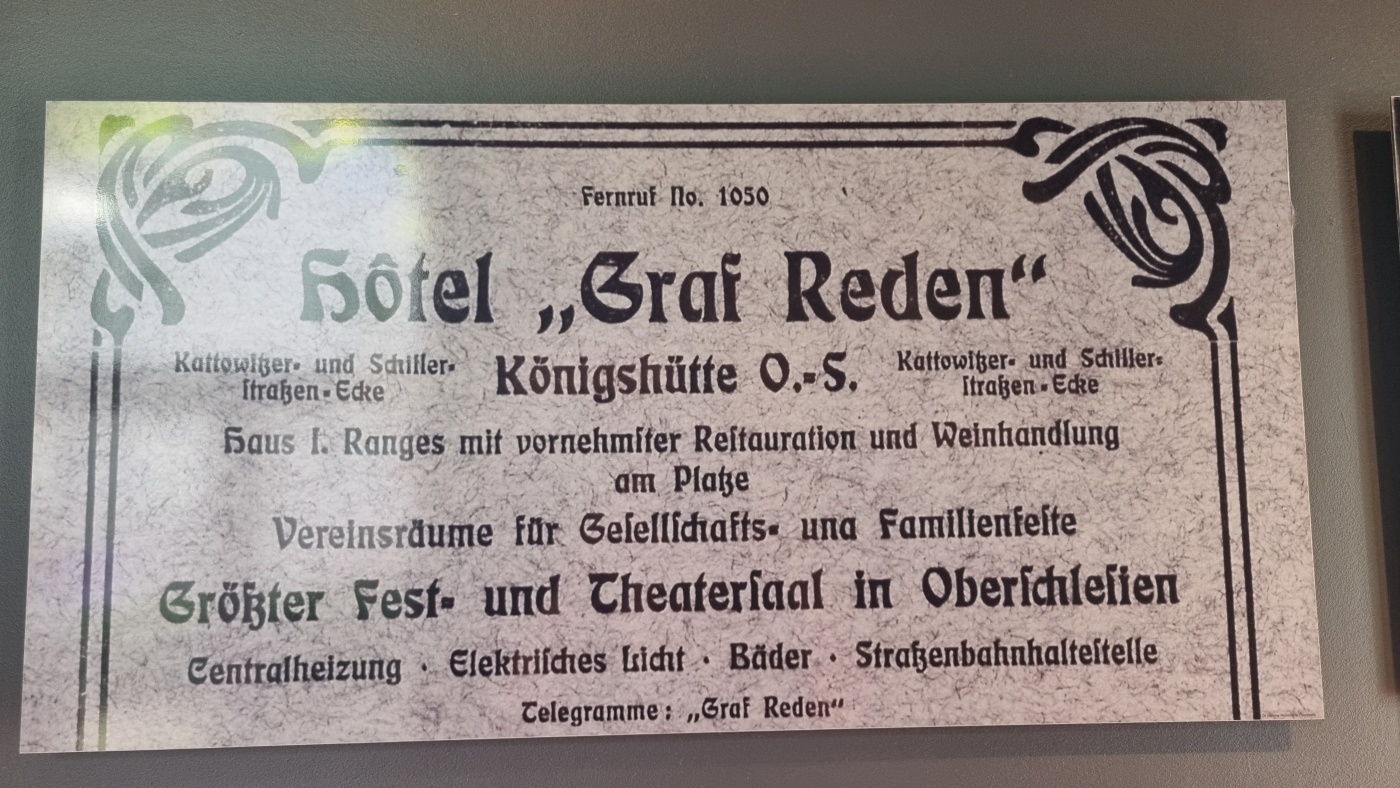 Fernruf No. 1050
Hôtel „Graf Reden“
Kattowitzer- und Schiller-
ſtraßen-Ecke
Königshütte O.-S.
Kattowitzer- und Schiller-
ſtraßen-Ecke
Haus I. Ranges mit vornehmſter Reſtauration und Weinhandlung
am Platze
Vereinsräume für Geſellſchafts- und Familienfeſte
Größter Fest- und Theaterſaal in Oberſchleſien
Centralheizung · Elektriſches Licht · Bäder · Straßenbahnhalteſtelle
Telegramme: „Graf Reden“